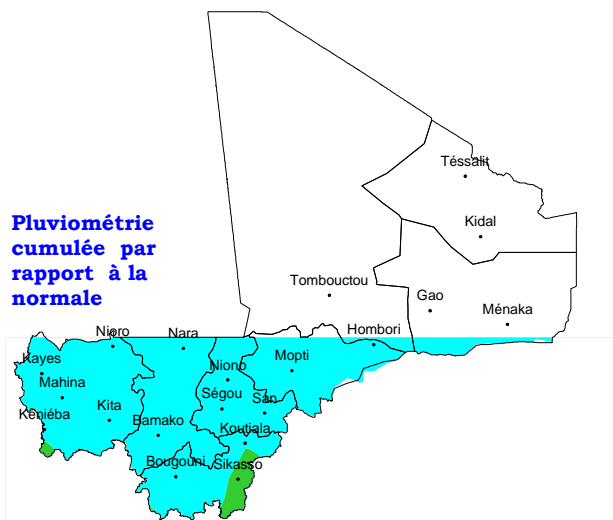 Téssalit
Pluviométrie
cumulée par
rapport à la
normale
Kidal
Tombouctou
Gao
Ménaka
Nioro
Nara
Hombori
Kayes
Niono
Mopti
Mahina
Ségou
San
Kéniéba
Kita
Bamako
Koutiala
Bougouni
Sikasso